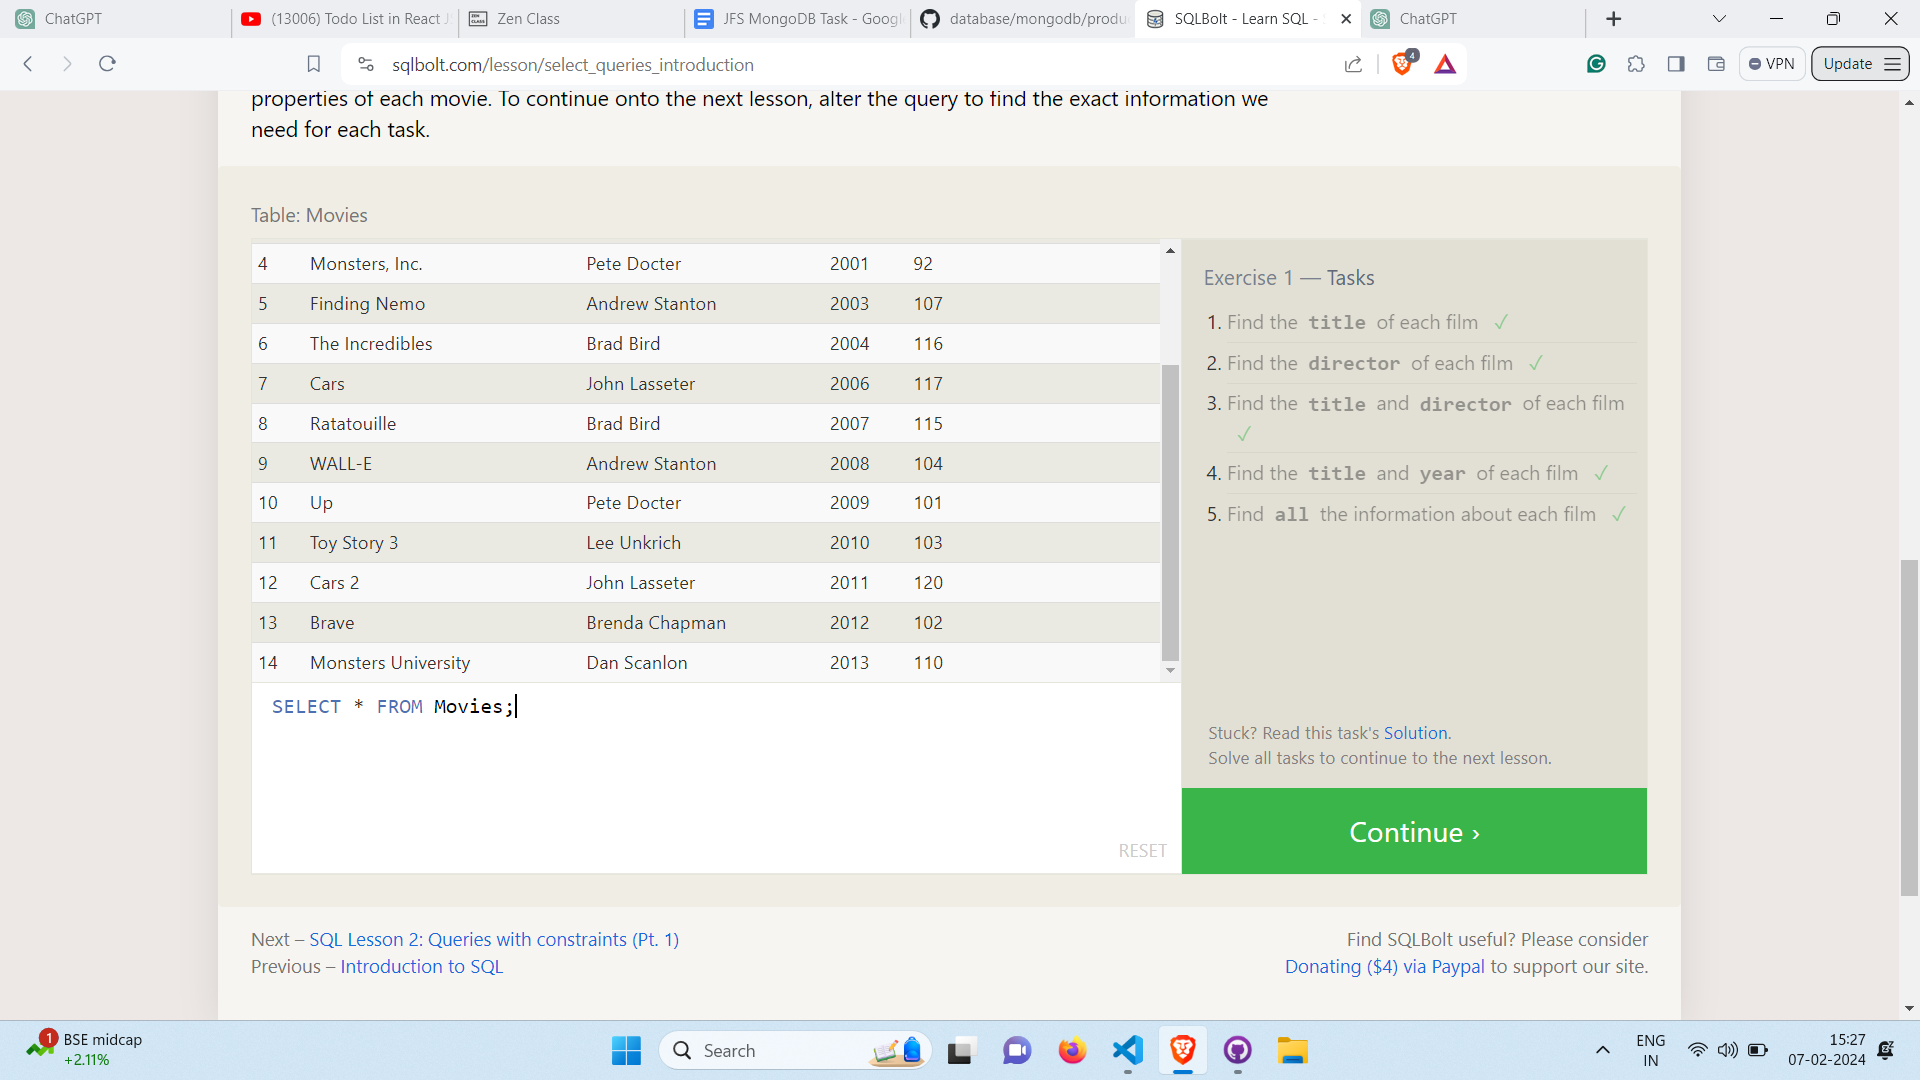 ChatGPT
(13006) Todo List in React J
Zen Class
JFS MongoDB Task - Googl
database/mongodb/produ
SQLBolt - Learn SQL -
ChatGPT
sqlbolt.com/lesson/select_queries_introduction
4
VPN
Update
properties of each movie. To continue onto the next lesson, alter the query to find the exact information we
need for each task.
Table: Movies
4 Monsters, Inc. Pete Docter 2001 92
5 Finding Nemo Andrew Stanton 2003 107
6 The Incredibles Brad Bird 2004 116
7 Cars John Lasseter 2006 117
8 Ratatouille Brad Bird 2007 115
9 WALL-E Andrew Stanton 2008 104
10 Up Pete Docter 2009 101
11 Toy Story 3 Lee Unkrich 2010 103
12 Cars 2 John Lasseter 2011 120
13 Brave Brenda Chapman 2012 102
14 Monsters University Dan Scanlon 2013 110
SELECT * FROM Movies;
RESET
Exercise 1 — Tasks
1. Find the title of each film ✓
2. Find the director of each film ✓
3. Find the title and director of each film
✓
4. Find the title and year of each film ✓
5. Find all the information about each film ✓
Stuck? Read this task's Solution.
Solve all tasks to continue to the next lesson.
Continue ›
Next – SQL Lesson 2: Queries with constraints (Pt. 1)
Previous – Introduction to SQL
Find SQLBolt useful? Please consider
Donating ($4) via Paypal to support our site.
1
BSE midcap
+2.11%
Search
ENG
IN
15:27
07-02-2024